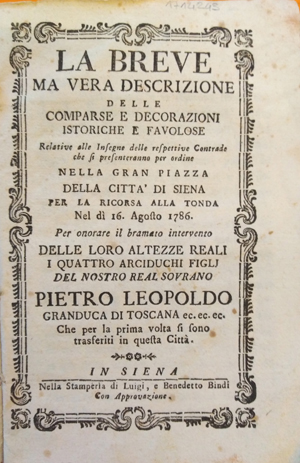 LA BREVE
MA VERA DESCRIZIONE
DELLE
COMPARSE E DECORAZIONI
ISTORICHE E FAVOLOSE
Relative alle Insegne delle respettive Contrade
che si presenteranno per ordine
NELLA GRAN PIAZZA
DELLA CITTA' DI SIENA
PER LA RICORSA ALLA TONDA
Nel dì 16. Agosto 1786.
Per onorare il bramato intervento
DELLE LORO ALTEZZE REALI
I QUATTRO ARCIDUCHI FIGLJ
DEL NOSTRO REAL SOVRANO
PIETRO LEOPOLDO
GRANDUCA DI TOSCANA ec. ec. ec.
Che per la prima volta si sono
trasferiti in questa Città.
IN SIENA
Nella Stamperia di Luigi, e Benedetto Bindi
Con Approvazione.